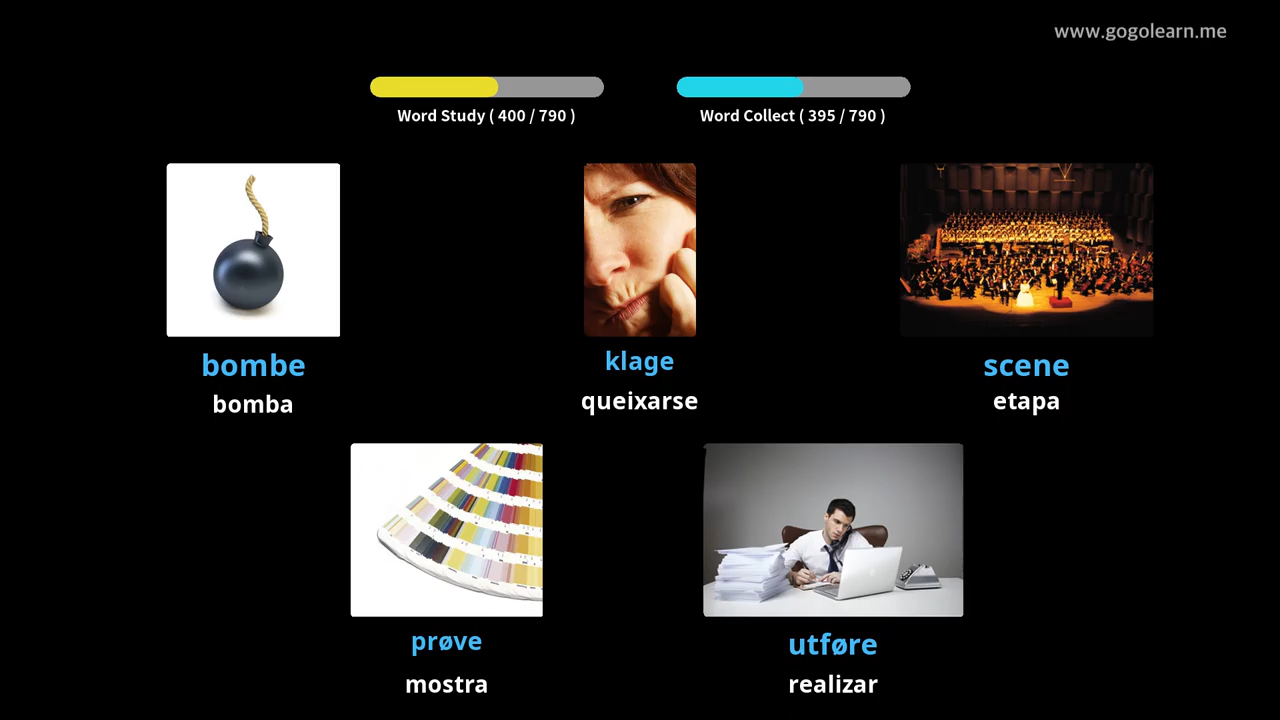 www.gogolearn.me
Word Study ( 400 / 790 )
Word Collect ( 395 / 790 )
bombe
bomba
klage
queixarse
scene
etapa
prøve
mostra
utføre
realizar